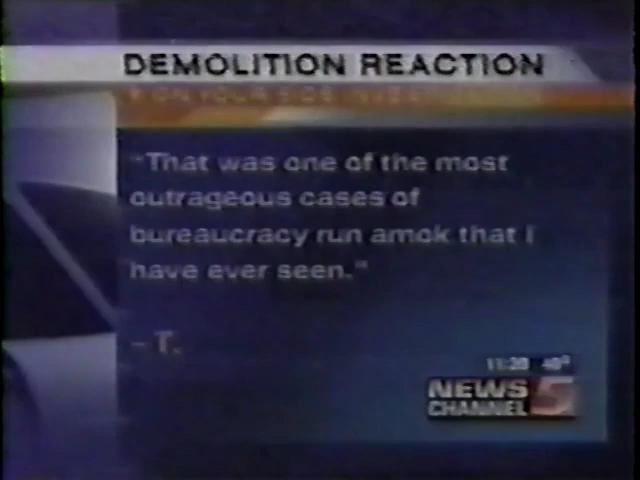 DEMOLITION REACTION
"That was one of the most
outrageous cases of
bureaucracy run amok that I
have ever seen."
- T.
NEWS 5
CHANNEL